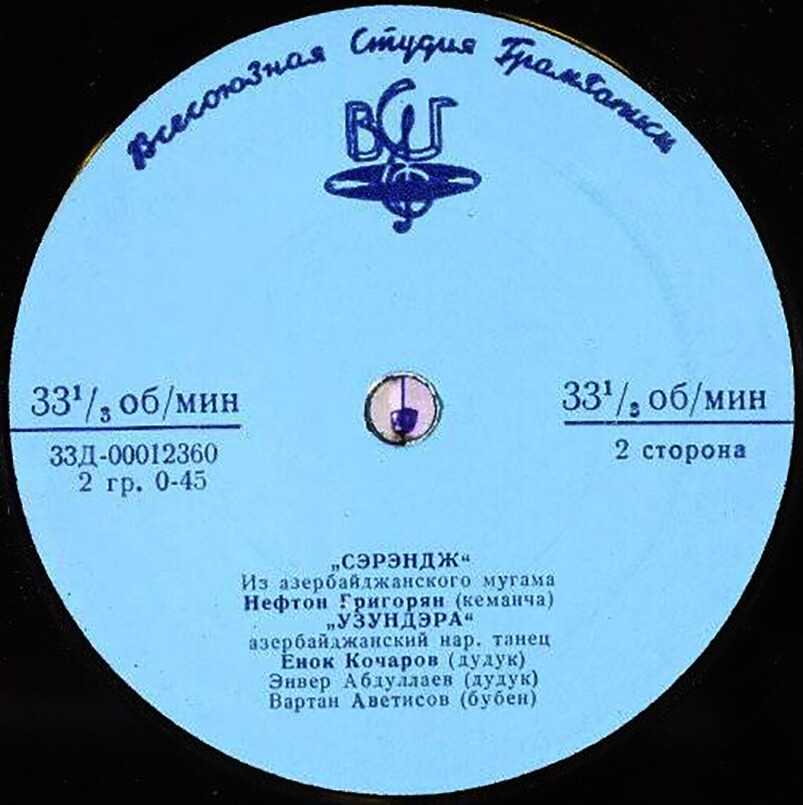 Всесоюзная Студия Грамзаписи
ВСГ
33¹/₃ об/мин
33Д-00012360
2 гр. 0-45
33¹/₃ об/мин
2 сторона
„СЭРЭНДЖ“
Из азербайджанского мугама
Нефтон Григорян (кеманча)
„УЗУНДЭРА“
азербайджанский нар. танец
Енок Кочаров (дудук)
Энвер Абдуллаев (дудук)
Вартан Аветисов (бубен)